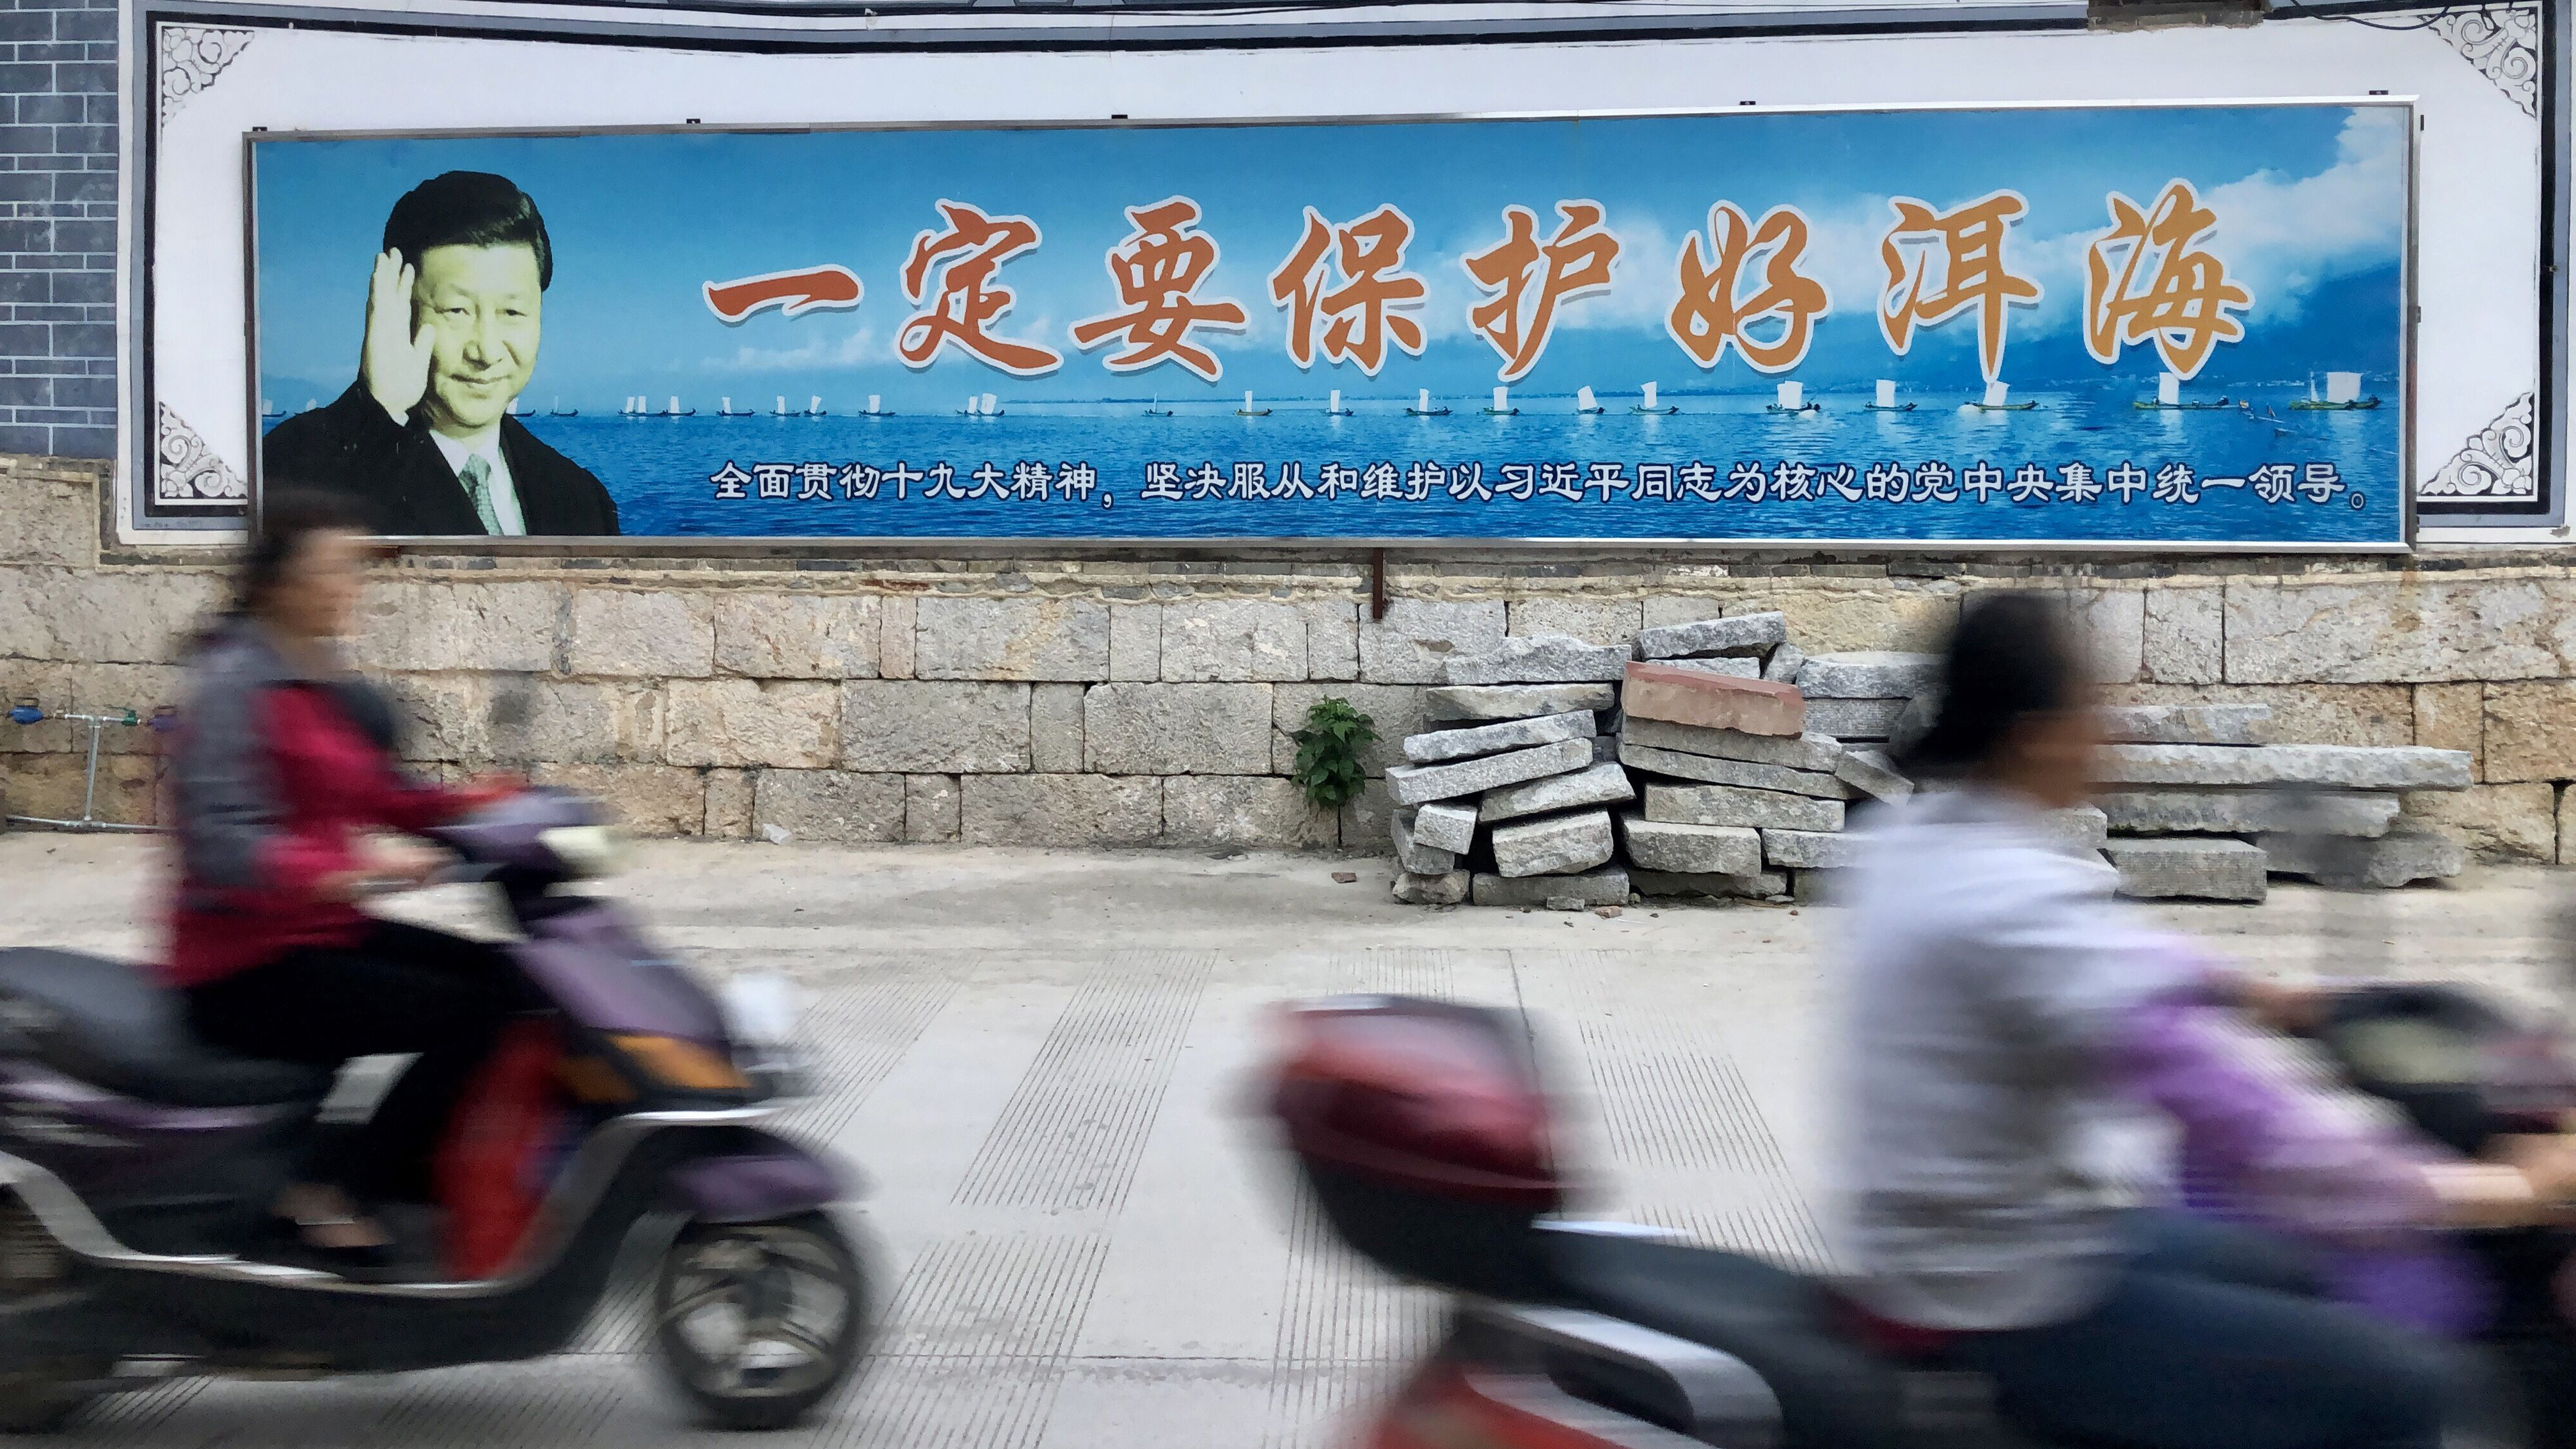 一定要保护好洱海
全面贯彻十九大精神，坚决服从和维护以习近平同志为核心的党中央集中统一领导。